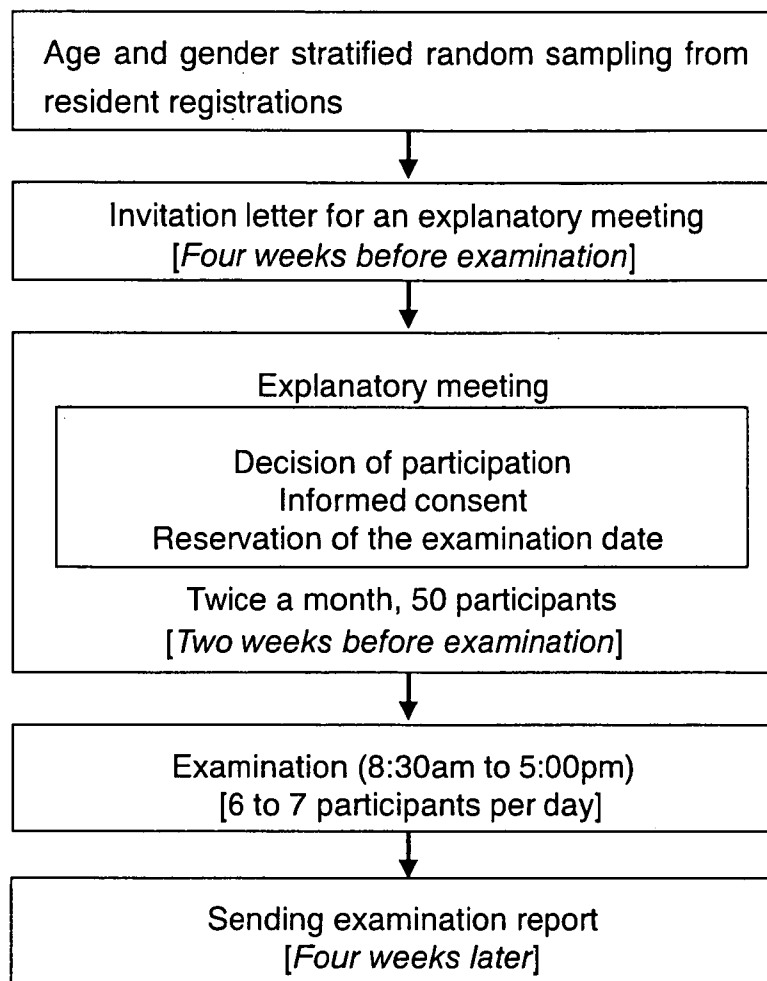 Age and gender stratified random sampling from
resident registrations
Invitation letter for an explanatory meeting
[Four weeks before examination]
Explanatory meeting
Decision of participation
Informed consent
Reservation of the examination date
Twice a month, 50 participants
[Two weeks before examination]
Examination (8:30am to 5:00pm)
[6 to 7 participants per day]
Sending examination report
[Four weeks later]